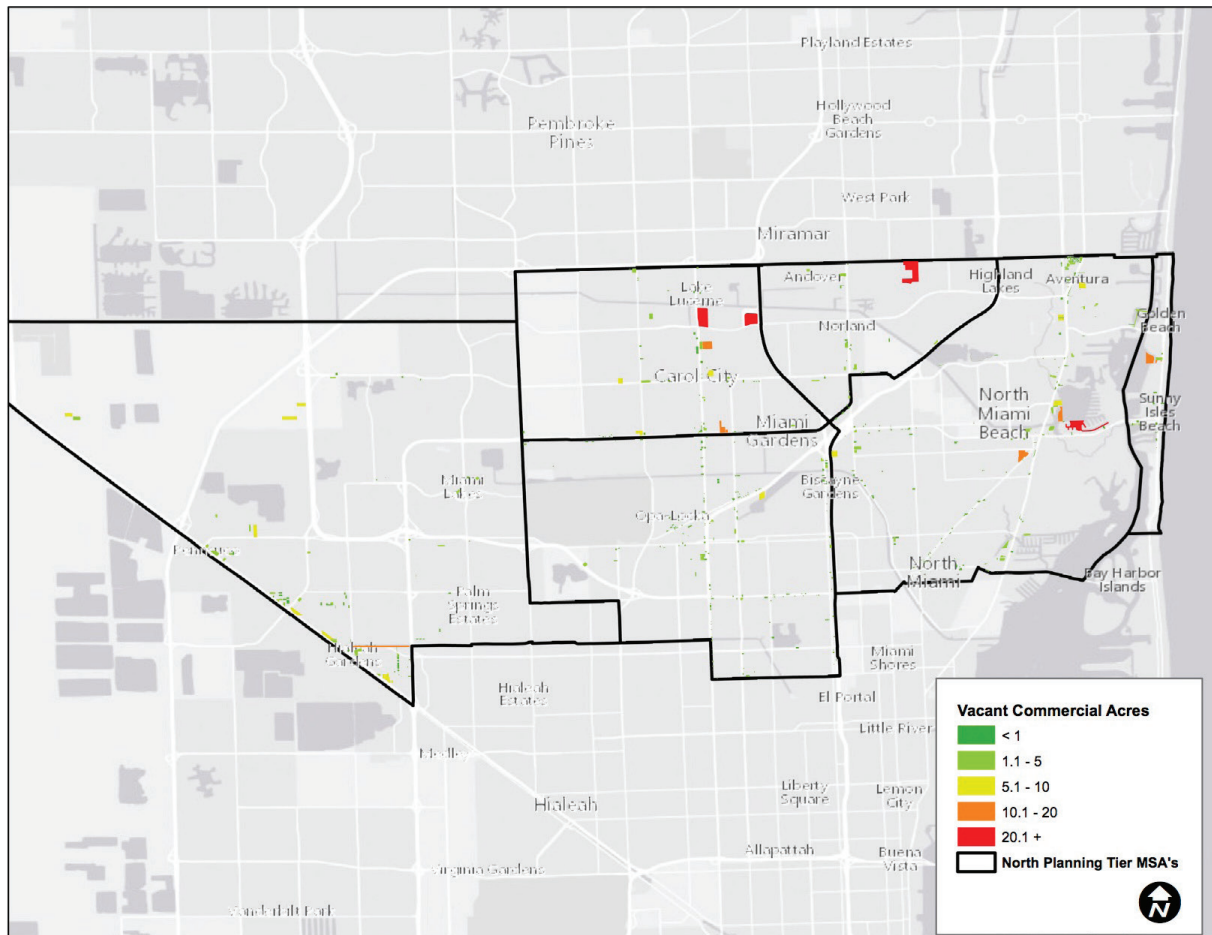 Playland Estates
Hollywood
Beach
Gardens
Pembroke
Pines
West Park
Miramar
Andover
Highland
Lakes
Aventura
Lake
Lucerne
Norland
Golden
Beach
Carol City
North
Miami
Beach
Sunny
Isles
Beach
Miami
Gardens
Miami
Lakes
Biscayne
Gardens
Opa-Locka
North
Miami
Bay Harbor
Islands
Palm
Springs
Estates
Hialeah
Gardens
Miami
Shores
Hialeah
Estates
El Portal
Little River
Medley
Liberty
Square
Lemon
City
Hialeah
Allapattah
Buena
Vista
Virginia Gardens
Vanderbilt Park
Vacant Commercial Acres
< 1
1.1 - 5
5.1 - 10
10.1 - 20
20.1 +
North Planning Tier MSA's
N